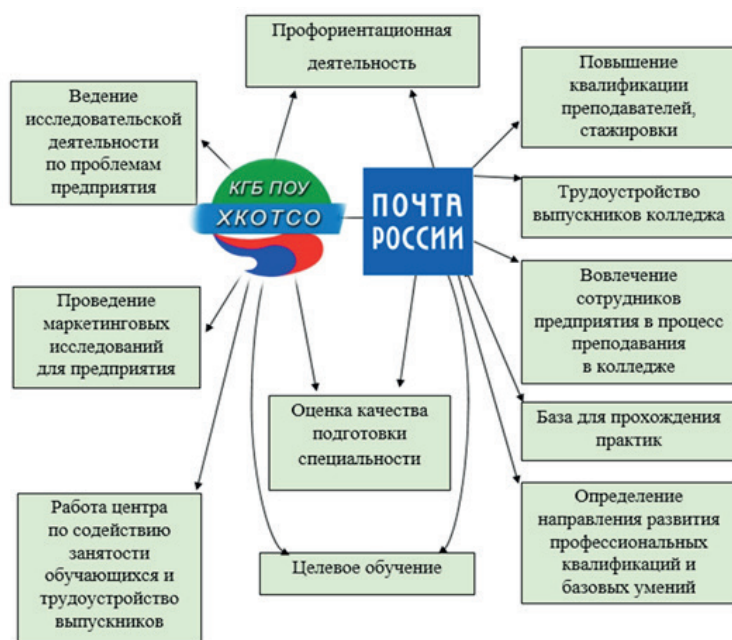 Профориентационная
деятельность
Ведение
исследовательской
деятельности
по проблемам
предприятия
Повышение
квалификации
преподавателей,
стажировки
КГБ ПОУ
ХКОТСО
ПОЧТА
РОССИИ
Трудоустройство
выпускников колледжа
Проведение
маркетинговых
исследований
для предприятия
Вовлечение
сотрудников
предприятия в процесс
преподавания
в колледже
Оценка качества
подготовки
специальности
База для прохождения
практик
Работа центра
по содействию
занятости
обучающихся и
трудоустройство
выпускников
Целевое обучение
Определение
направления развития
профессиональных
квалификаций и
базовых умений